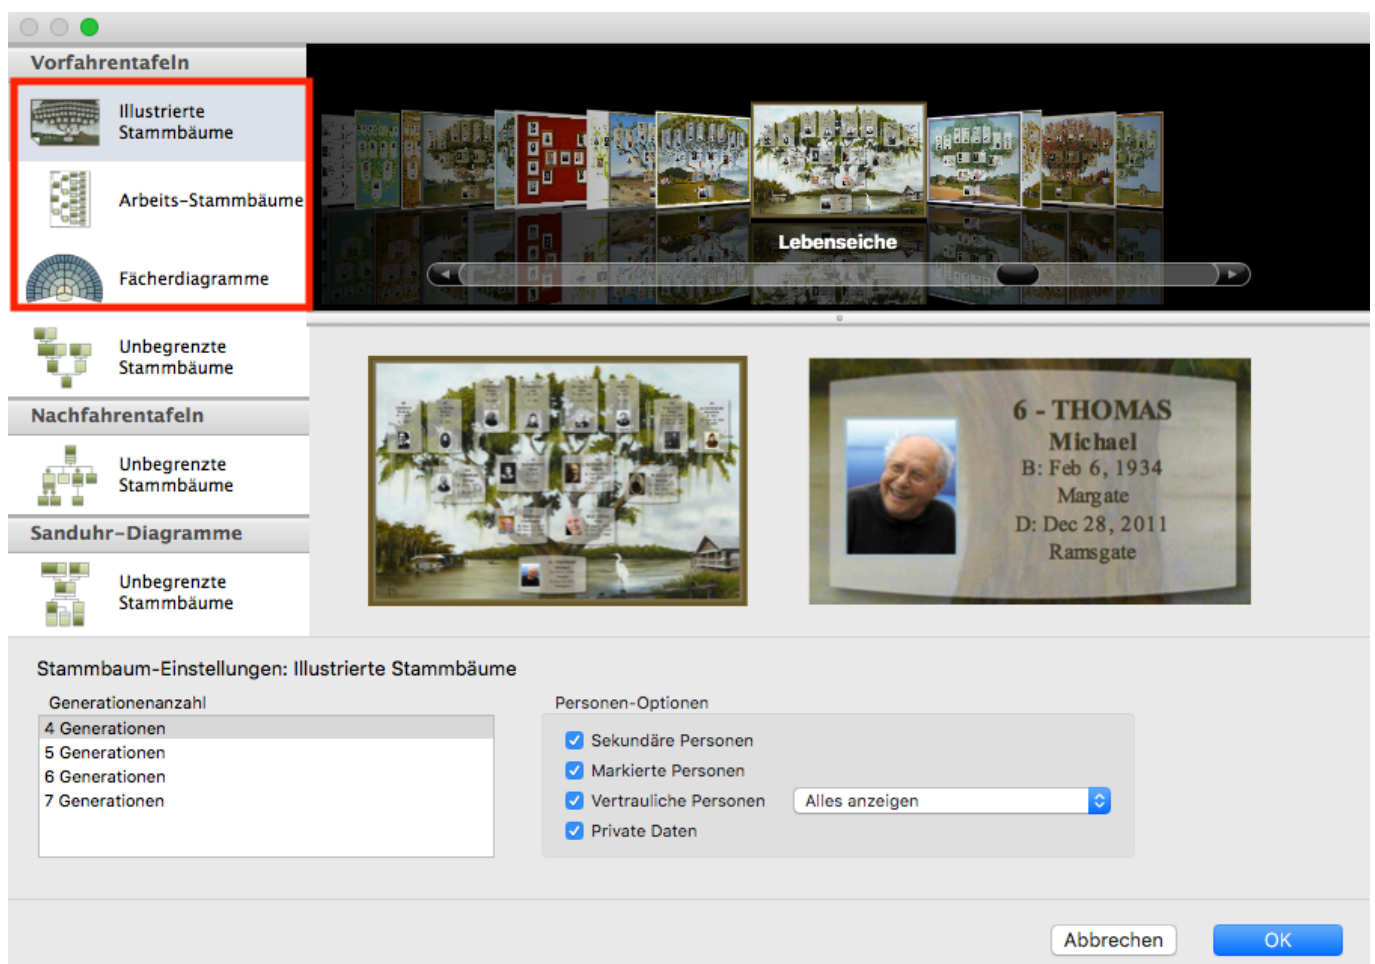 Vorfahrentafeln
Illustrierte
Stammbäume
Arbeits-Stammbäume
Fächerdiagramme
Unbegrenzte
Stammbäume
Nachfahrentafeln
Unbegrenzte
Stammbäume
Sanduhr-Diagramme
Unbegrenzte
Stammbäume
Lebenseiche
6 - THOMAS
Michael
B: Feb 6, 1934
Margate
D: Dec 28, 2011
Ramsgate
Stammbaum-Einstellungen: Illustrierte Stammbäume
Generationenanzahl
4 Generationen
5 Generationen
6 Generationen
7 Generationen
Personen-Optionen
Sekundäre Personen
Markierte Personen
Vertrauliche Personen
Alles anzeigen
Private Daten
Abbrechen
OK